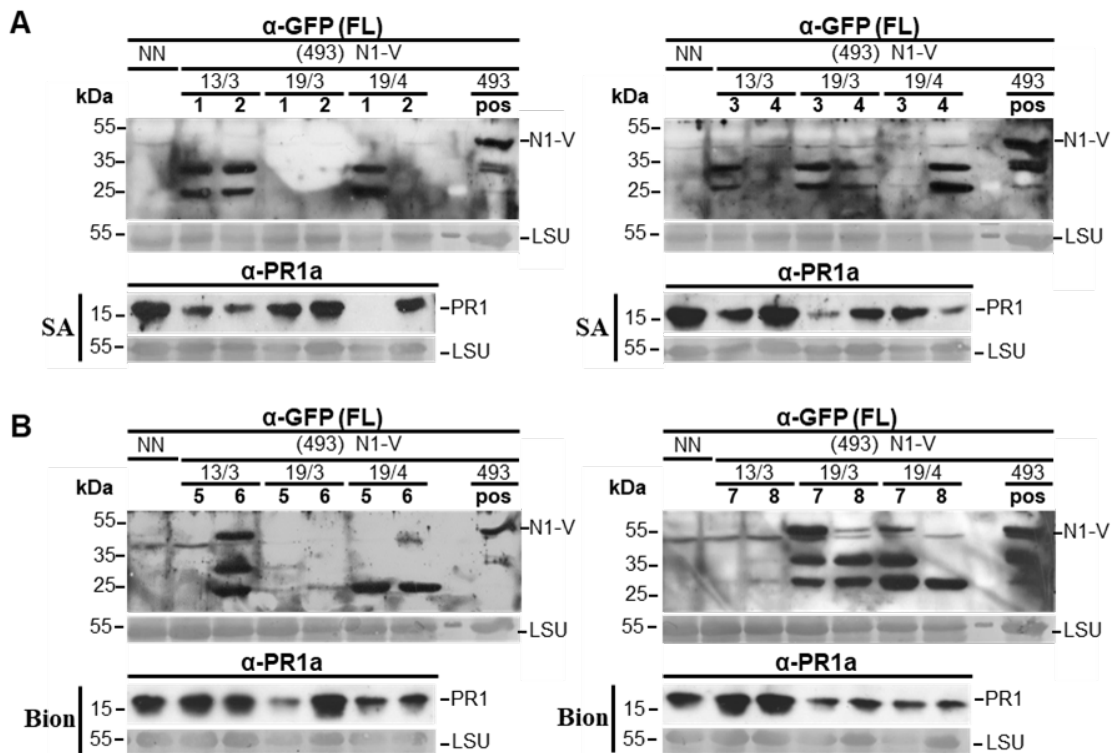 A
α-GFP (FL)
NN (493) N1-V
13/3 19/3 19/4 493
kDa 1 2 1 2 1 2 pos
55
N1-V
35
25
55 LSU
α-PR1a
SA
15 PR1
55 LSU
α-GFP (FL)
NN (493) N1-V
13/3 19/3 19/4 493
kDa 3 4 3 4 3 4 pos
55
N1-V
35
25
55 LSU
α-PR1a
SA
15 PR1
55 LSU
B
α-GFP (FL)
NN (493) N1-V
13/3 19/3 19/4 493
kDa 5 6 5 6 5 6 pos
55 N1-V
35
25
55 LSU
α-PR1a
Bion
15 PR1
55 LSU
α-GFP (FL)
NN (493) N1-V
13/3 19/3 19/4 493
kDa 7 8 7 8 7 8 pos
55 N1-V
35
25
55 LSU
α-PR1a
Bion
15 PR1
55 LSU